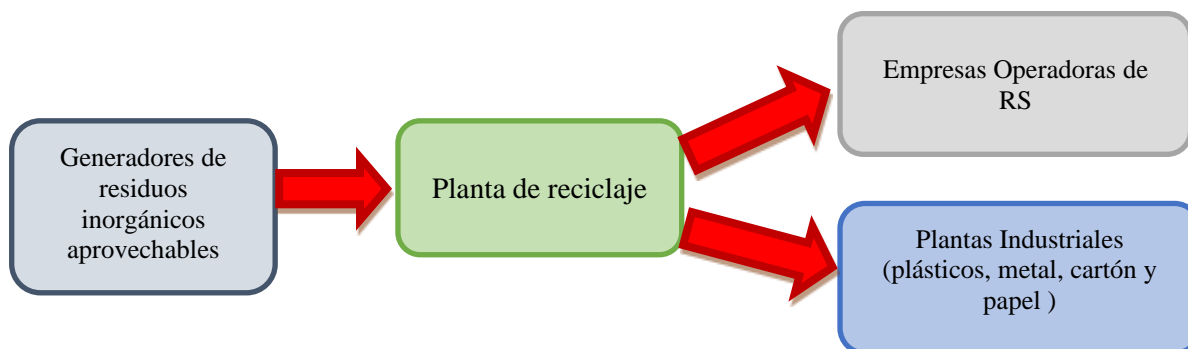 Generadores de
residuos
inorgánicos
aprovechables
Planta de reciclaje
Empresas Operadoras de
RS
Plantas Industriales
(plásticos, metal, cartón y
papel )